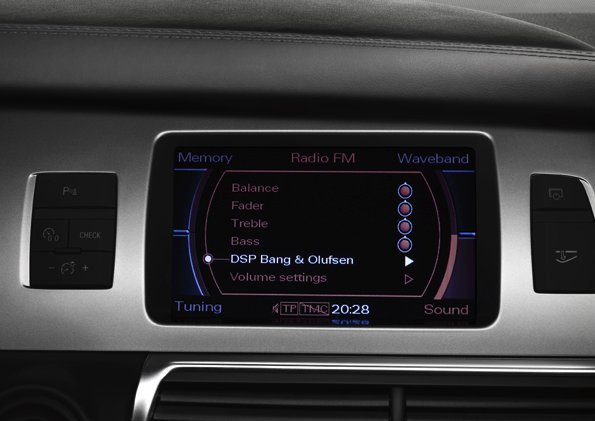 Memory Radio FM Waveband
Balance
Fader
Treble
Bass
DSP Bang & Olufsen
Volume settings
Tuning TP TMC 20:28 Sound
P
CHECK
- +